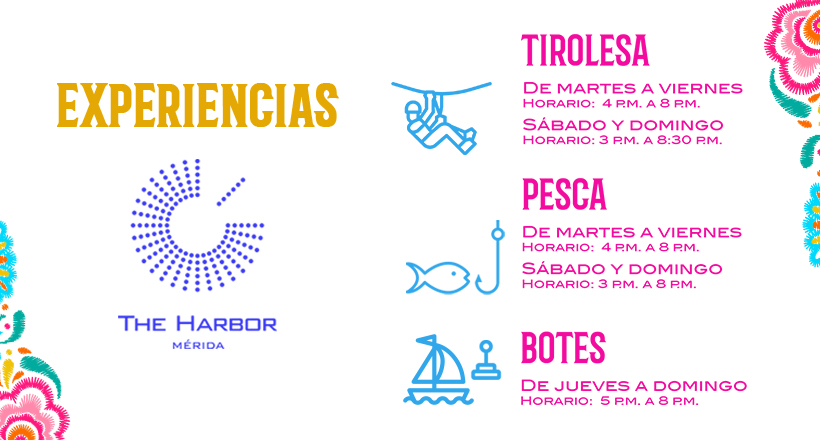 EXPERIENCIAS
THE HARBOR
MÉRIDA
TIROLESA
DE MARTES A VIERNES
HORARIO: 4 P.M. A 8 P.M.
SÁBADO Y DOMINGO
HORARIO: 3 P.M. A 8:30 P.M.
PESCA
DE MARTES A VIERNES
HORARIO: 4 P.M. A 8 P.M.
SÁBADO Y DOMINGO
HORARIO: 3 P.M. A 8 P.M.
BOTES
DE JUEVES A DOMINGO
HORARIO: 5 P.M. A 8 P.M.